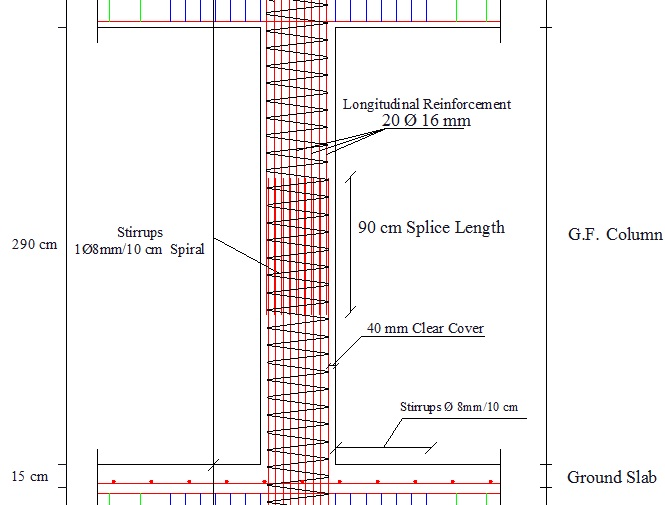 Longitudinal Reinforcement
20 Ø 16 mm
90 cm Splice Length
Stirrups
1Ø8mm/10 cm Spiral
290 cm
G.F. Column
40 mm Clear Cover
Stirrups Ø 8mm/10 cm
15 cm
Ground Slab